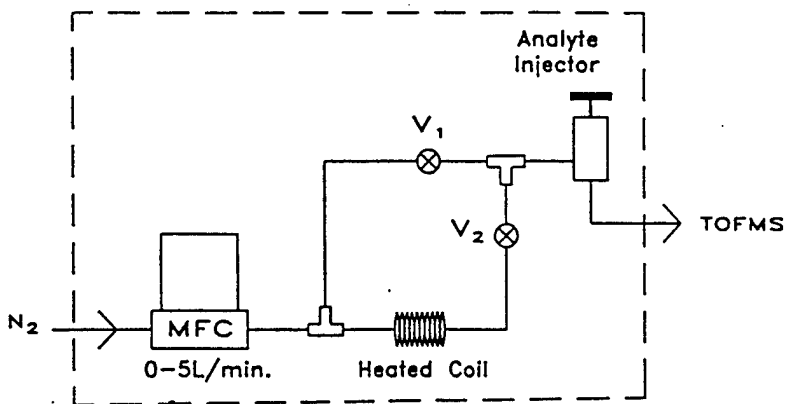 Analyte
Injector
V₁
V₂
TOFMS
N₂
MFC
0-5L/min.
Heated Coil